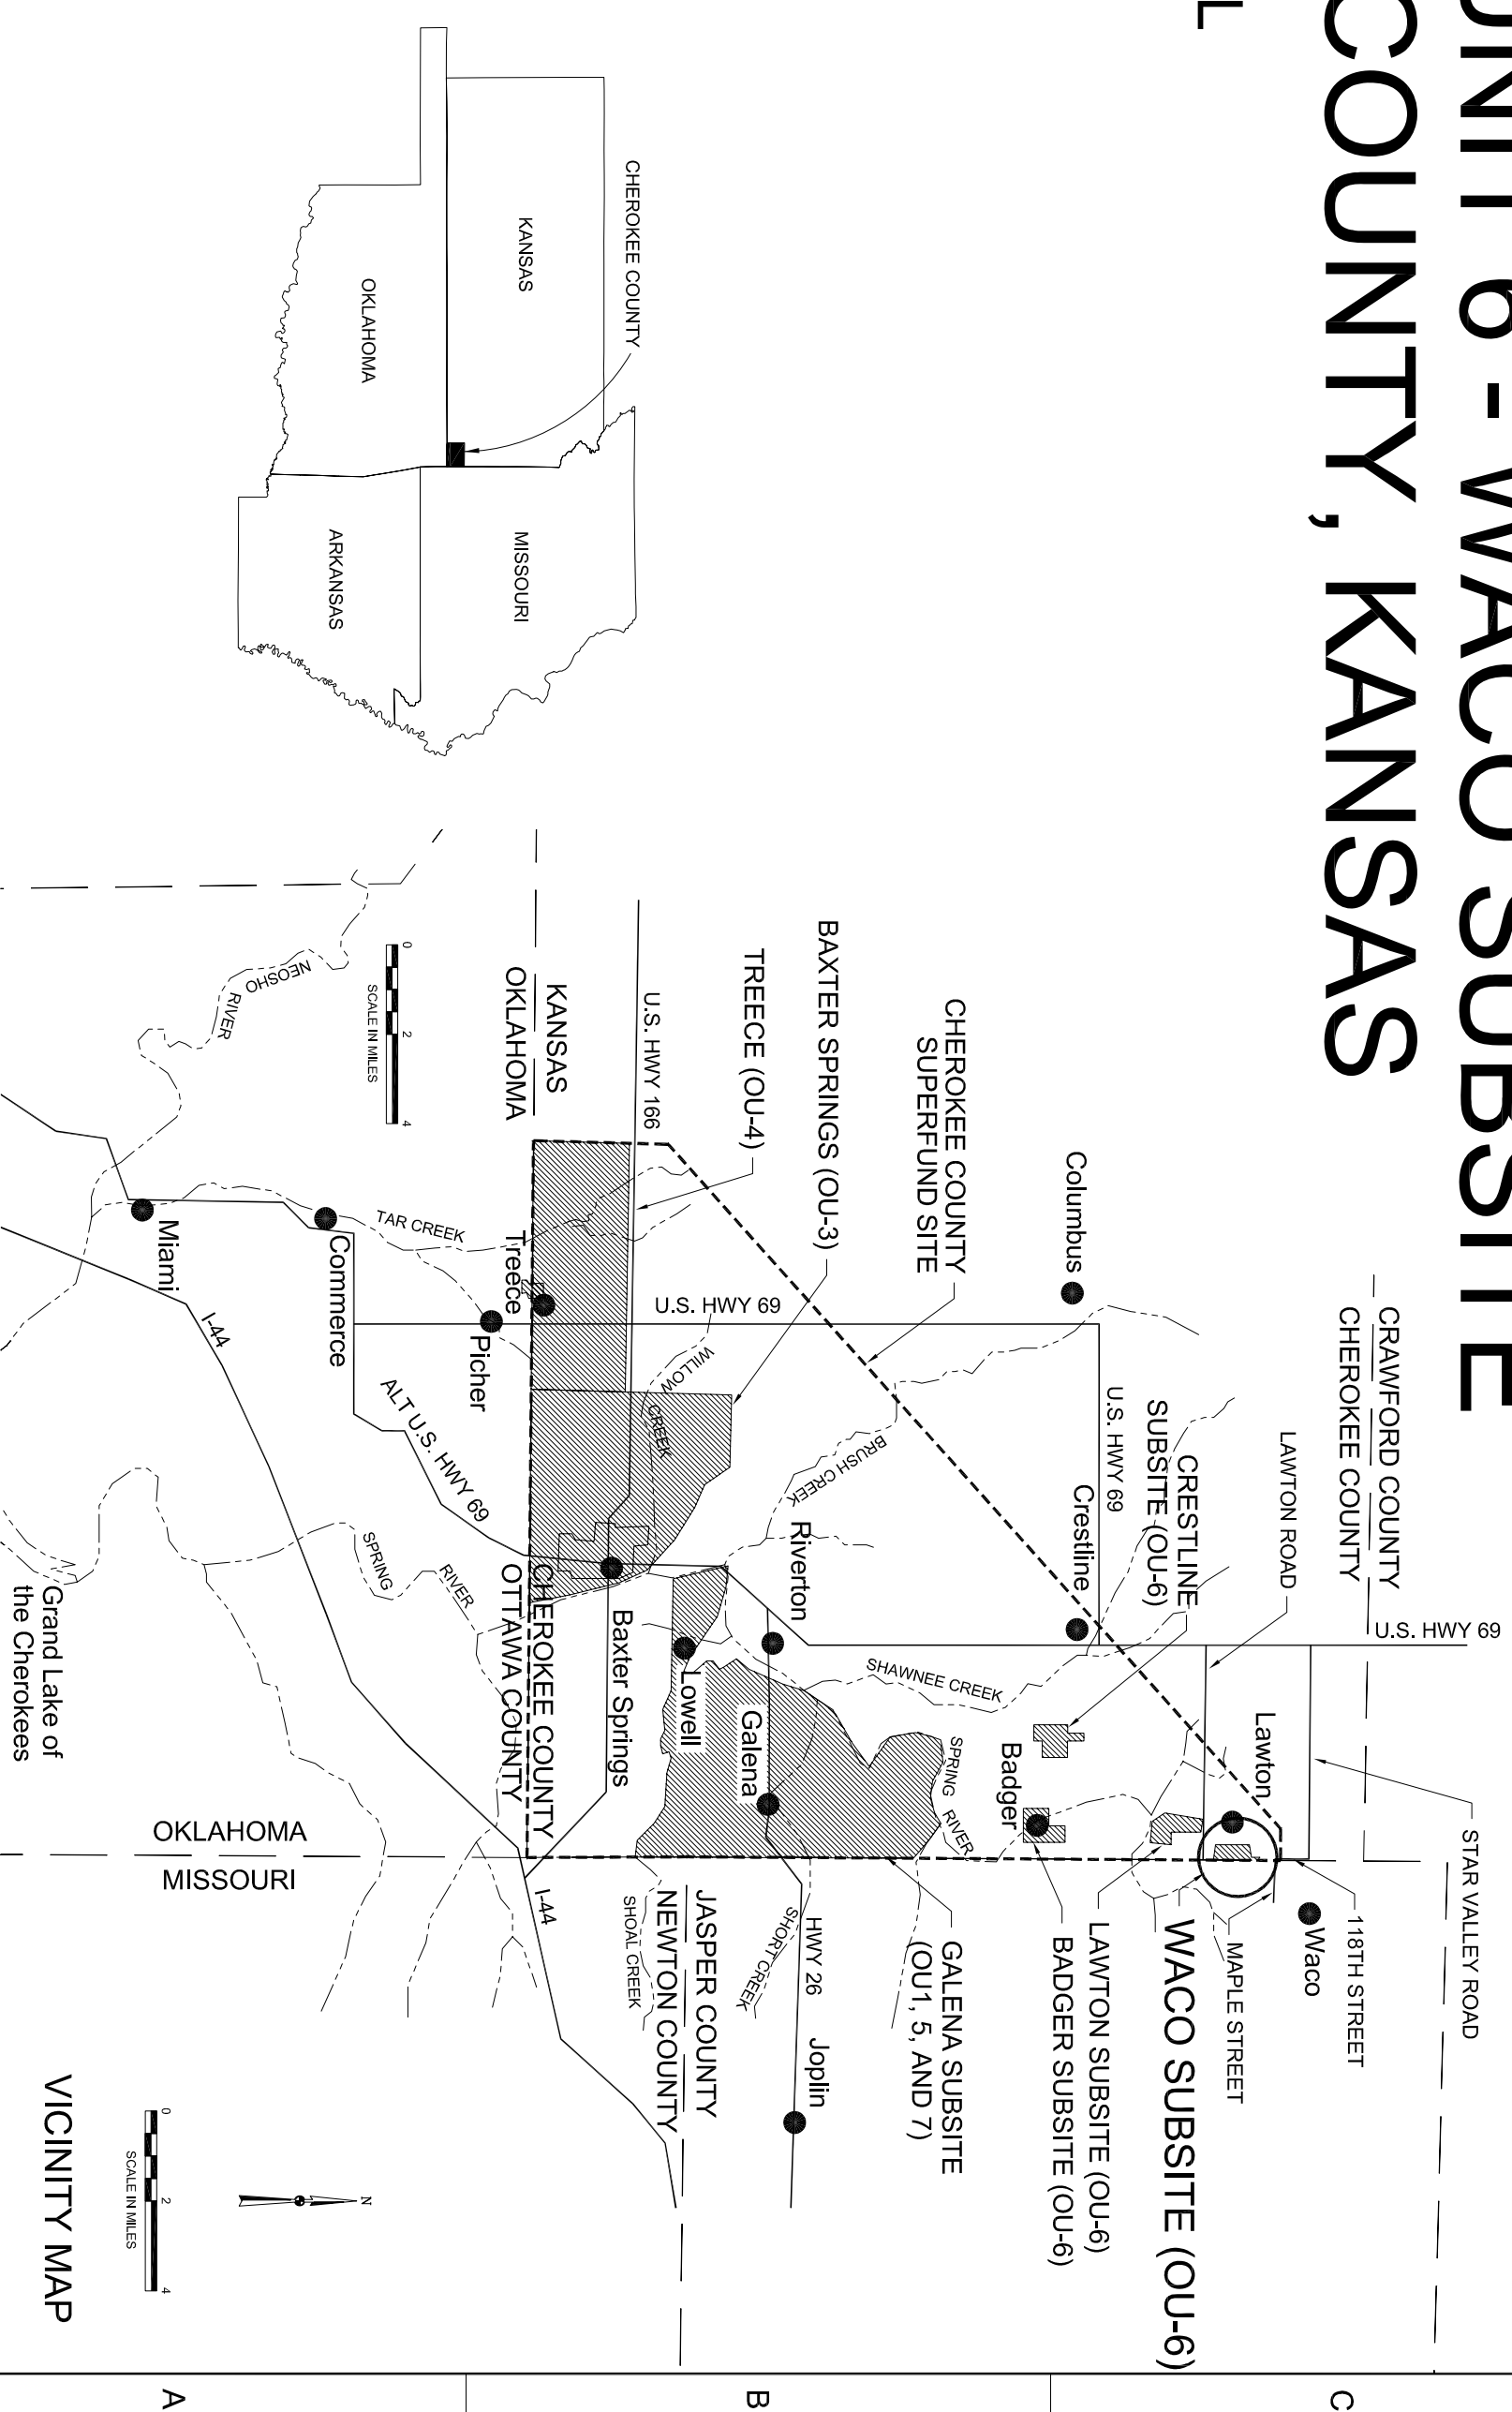 UNIT 6 - WACO SUBSITE
COUNTY, KANSAS
L
CHEROKEE COUNTY
KANSAS
MISSOURI
OKLAHOMA
ARKANSAS
CRAWFORD COUNTY
CHEROKEE COUNTY
U.S. HWY 69
STAR VALLEY ROAD
118TH STREET
Waco
LAWTON ROAD
Lawton
MAPLE STREET
WACO SUBSITE (OU-6)
CRESTLINE
SUBSITE (OU-6)
U.S. HWY 69
Columbus
Crestline
LAWTON SUBSITE (OU-6)
BADGER SUBSITE (OU-6)
Badger
CHEROKEE COUNTY
SUPERFUND SITE
SPRING
RIVER
SHAWNEE CREEK
GALENA SUBSITE
(OU1, 5, AND 7)
BRUSH CREEK
BAXTER SPRINGS (OU-3)
Riverton
Joplin
HWY 26
SHORT CREEK
TREECE (OU-4)
Galena
U.S. HWY 69
WILLOW
CREEK
Lowell
JASPER COUNTY
NEWTON COUNTY
SHOAL CREEK
U.S. HWY 166
Baxter Springs
KANSAS
OKLAHOMA
CHEROKEE COUNTY
OTTAWA COUNTY
Treece
Picher
TAR CREEK
ALT U.S. HWY 69
SPRING
RIVER
I-44
0 2 4
SCALE IN MILES
Commerce
NEOSHO
RIVER
I-44
Miami
OKLAHOMA
MISSOURI
Grand Lake of
the Cherokees
N
0 2 4
SCALE IN MILES
VICINITY MAP
C
B
A